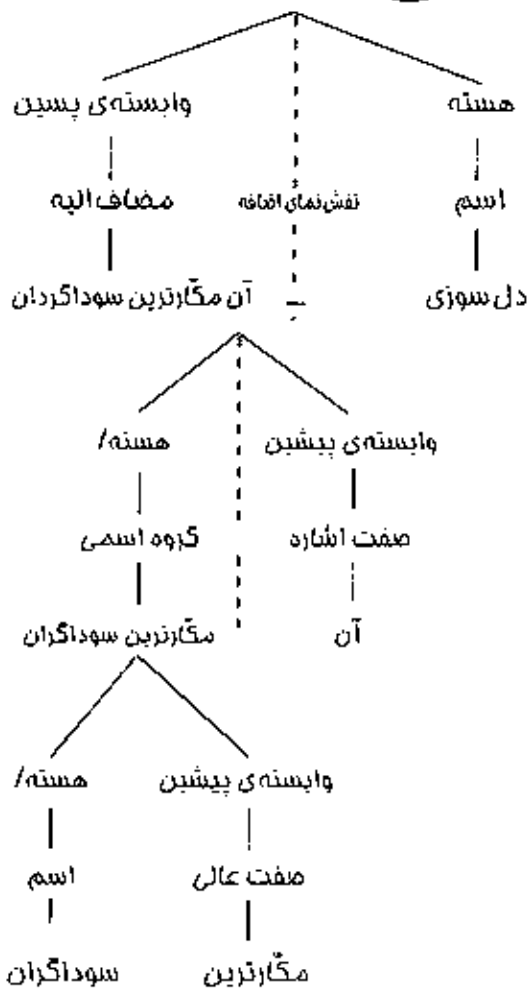 هسته وابسته‌ی پسین
اسم نقش‌نمای اضافه مضاف‌الیه
دل‌سوزی ـِ آن مکّارترین سوداگردان
وابسته‌ی پیشین هسته/
صفت اشاره گروه اسمی
آن مکّارترین سوداگران
وابسته‌ی پیشین هسته/
صفت عالی اسم
مکّارترین سوداگران